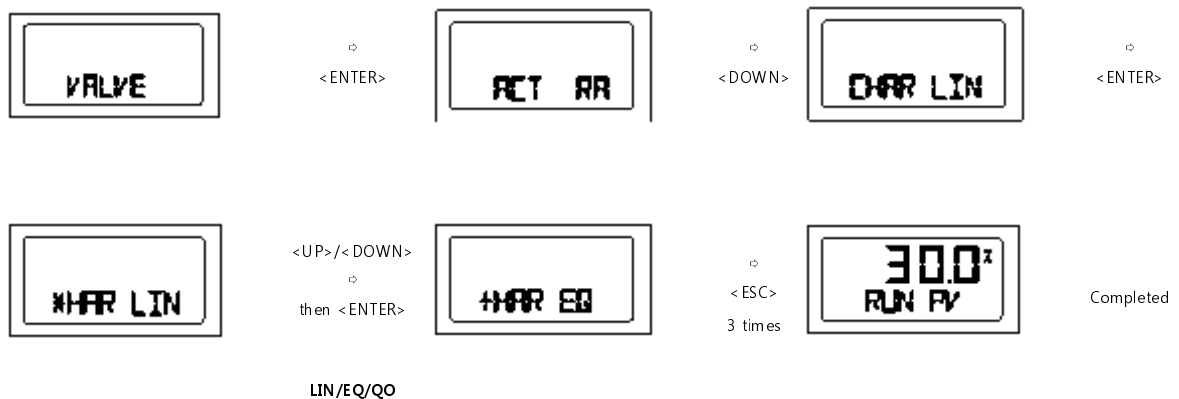 VALVE
⇨
<ENTER>
ACT RA
⇨
<DOWN>
CHAR LIN
⇨
<ENTER>
*HAR LIN
<UP>/<DOWN>
⇨
then <ENTER>
LIN/EQ/QO
+HAR EQ
⇨
<ESC>
3 times
30.0%
RUN PV
Completed